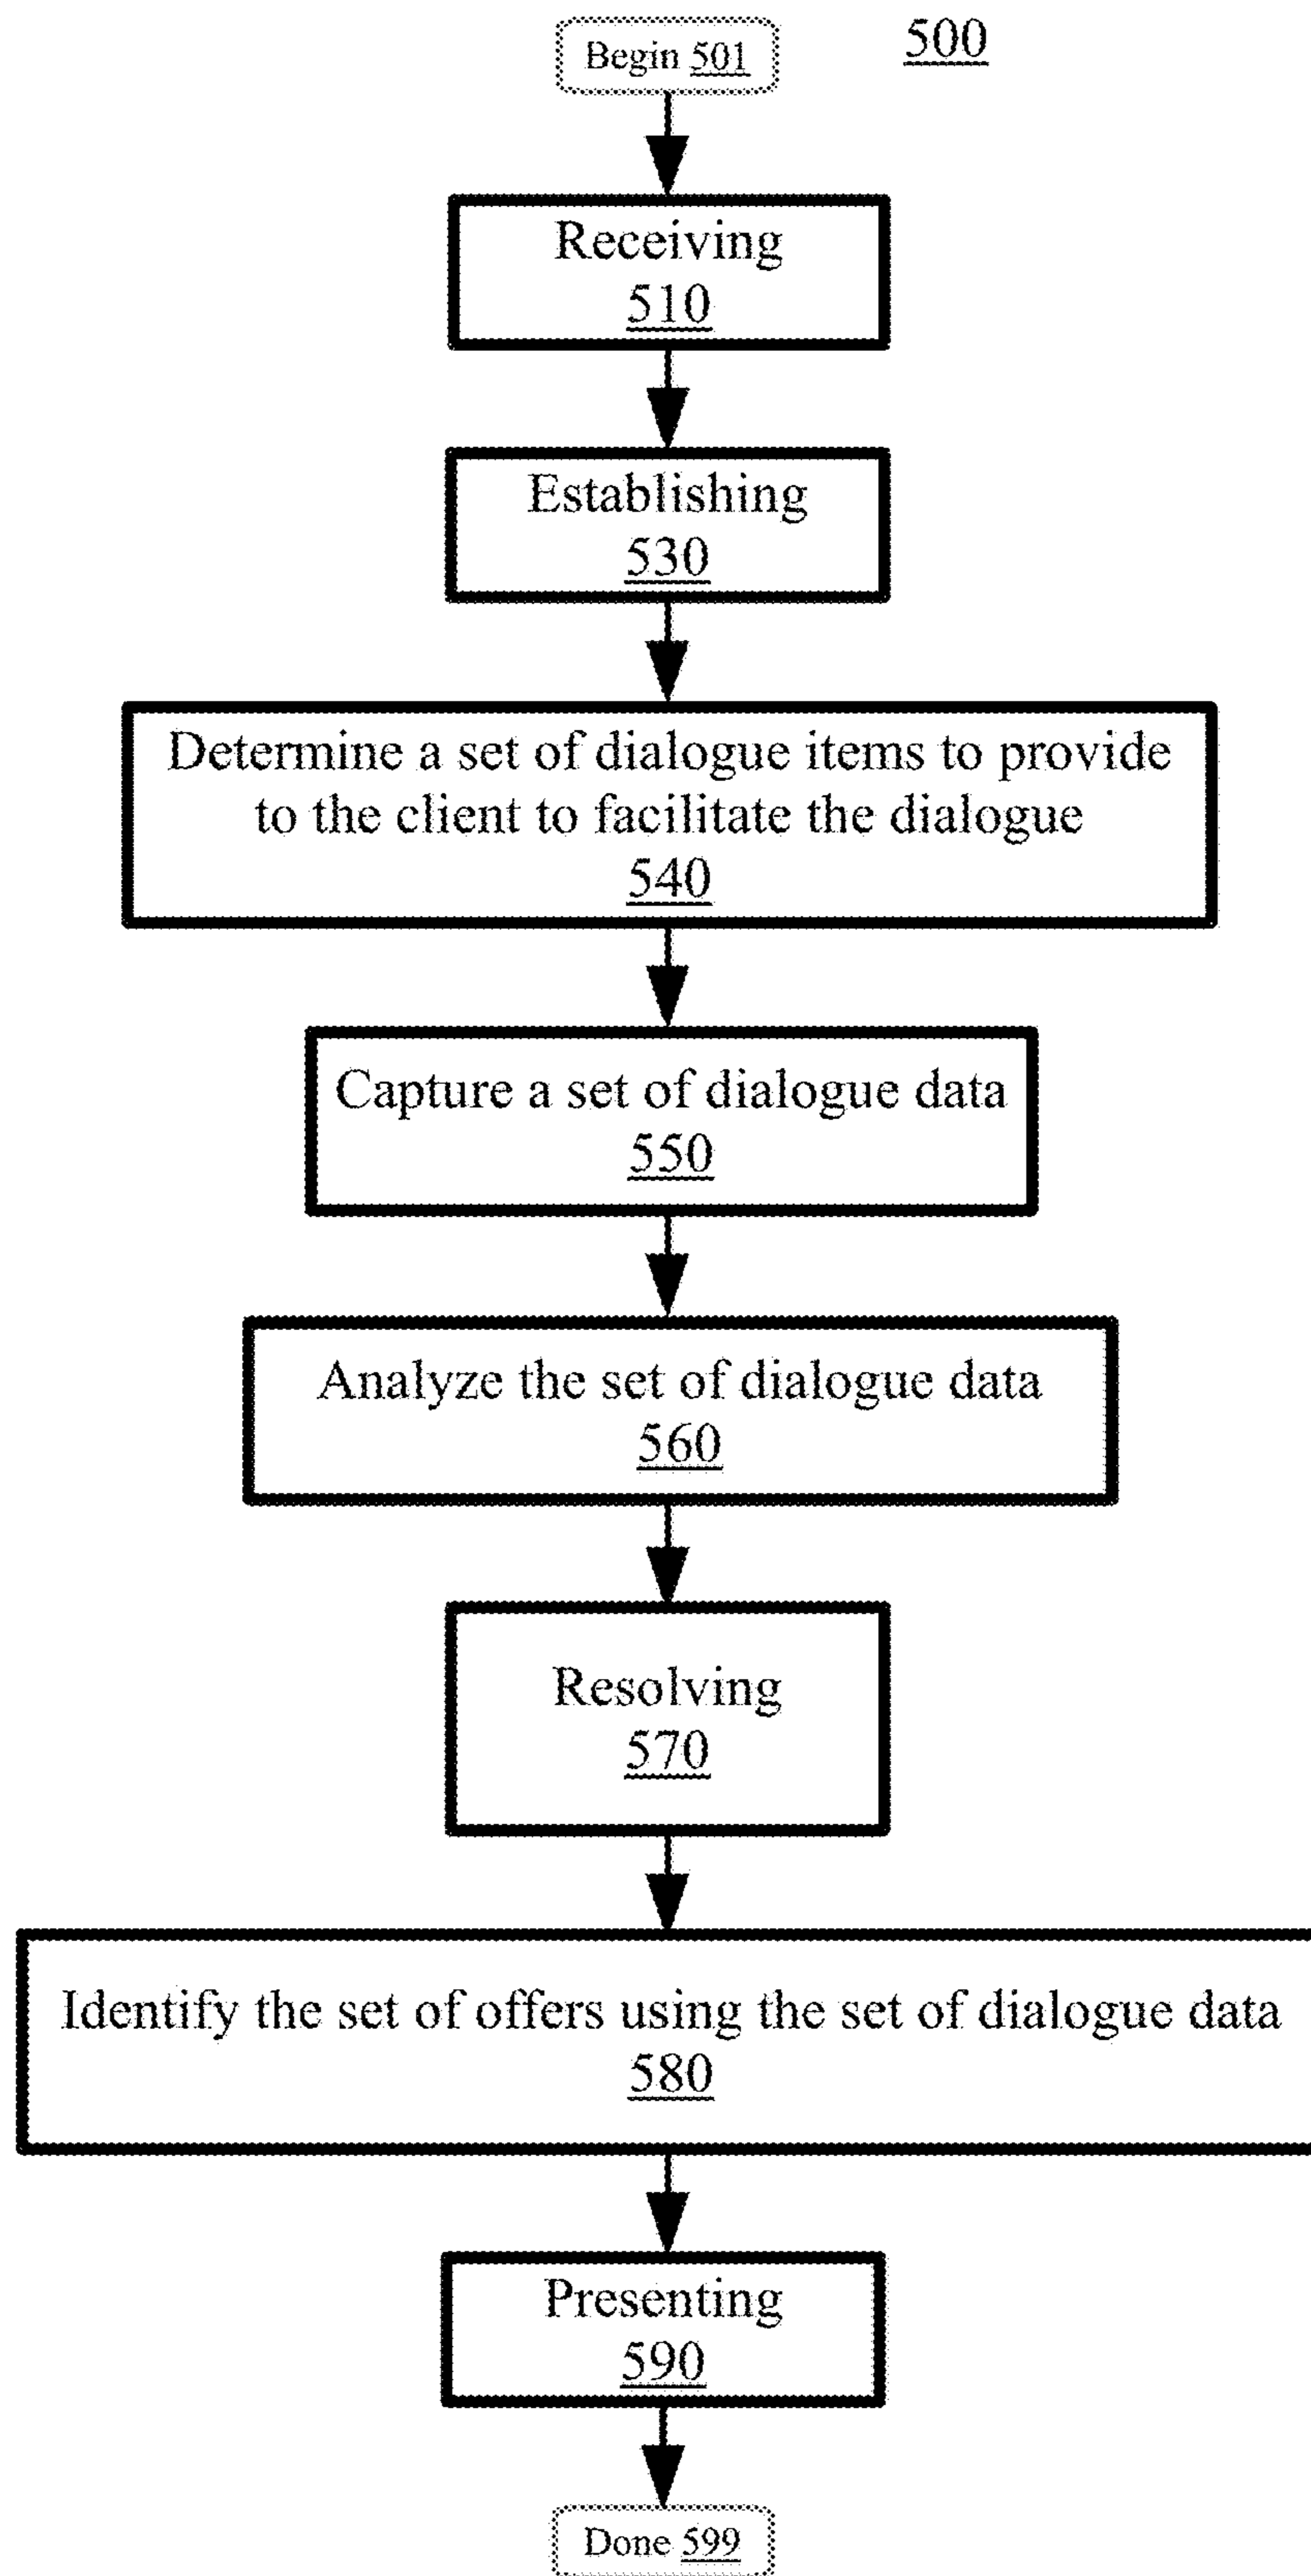 Begin 501
500
Receiving
510
Establishing
530
Determine a set of dialogue items to provide
to the client to facilitate the dialogue
540
Capture a set of dialogue data
550
Analyze the set of dialogue data
560
Resolving
570
Identify the set of offers using the set of dialogue data
580
Presenting
590
Done 599